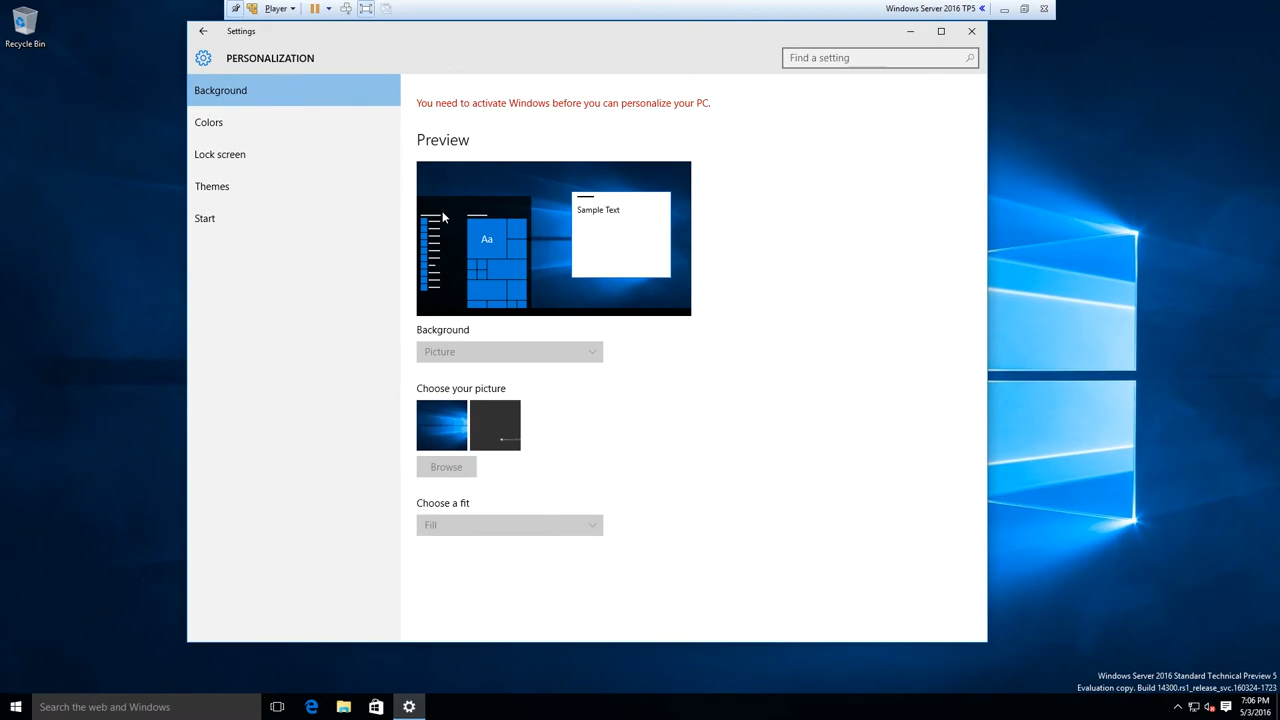 Player
Windows Server 2016 TP5
Recycle Bin
Settings
PERSONALIZATION
Find a setting
Background
Colors
Lock screen
Themes
Start
You need to activate Windows before you can personalize your PC.
Preview
Sample Text
Aa
Background
Picture
Choose your picture
Browse
Choose a fit
Fill
Windows Server 2016 Standard Technical Preview 5
Evaluation copy. Build 14300.rs1_release_svc.160324-1723
Search the web and Windows
7:06 PM
5/3/2016